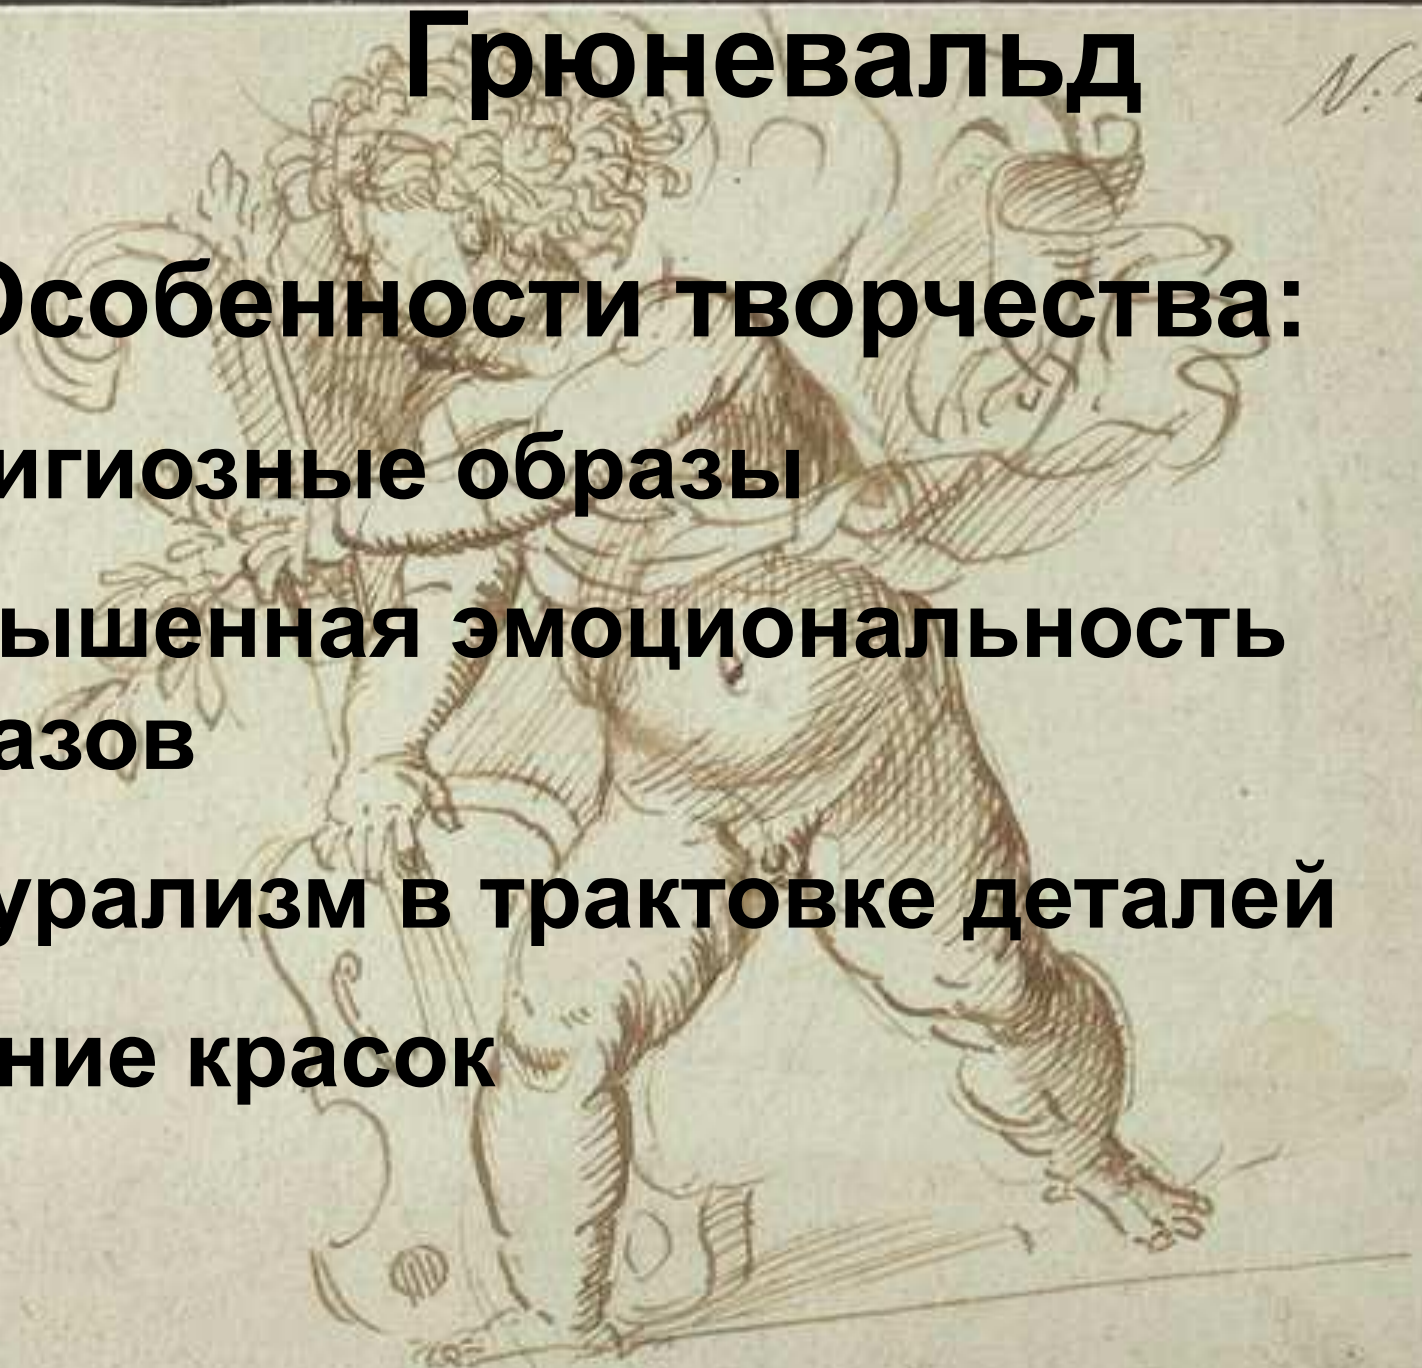 Грюневальд
Особенности творчества:
игиозные образы
ышенная эмоциональность
азов
урализм в трактовке деталей
ние красок